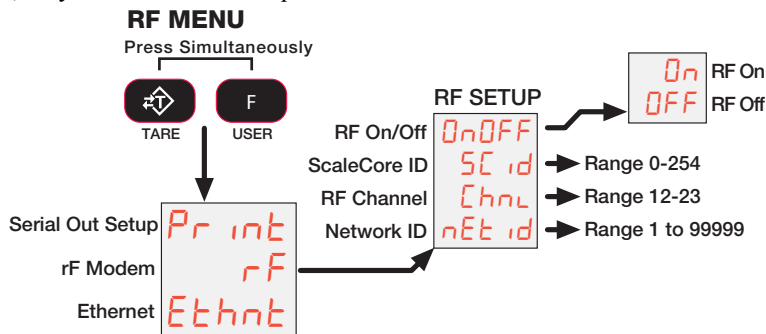 RF MENU
Press Simultaneously
T
F
TARE
USER
Serial Out Setup Print
rF Modem rF
Ethernet Ethnt
RF SETUP
RF On/Off OnOFF
ScaleCore ID SC id Range 0-254
RF Channel Chnl Range 12-23
Network ID nEt id Range 1 to 99999
On RF On
OFF RF Off